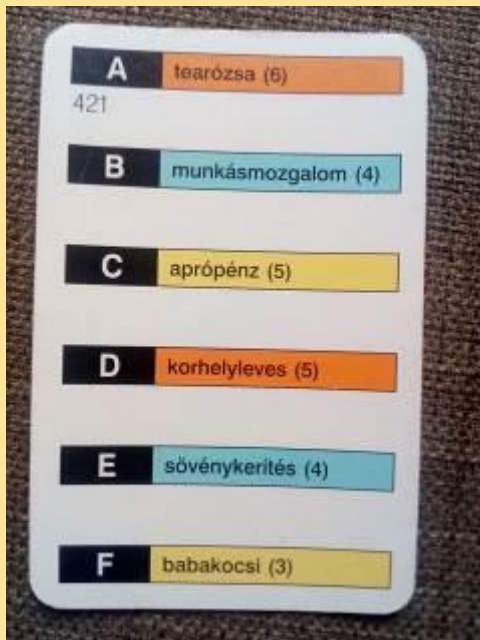 A tearózsa (6)
421
B munkásmozgalom (4)
C aprópénz (5)
D korhelyleves (5)
E sövénykerítés (4)
F babakocsi (3)